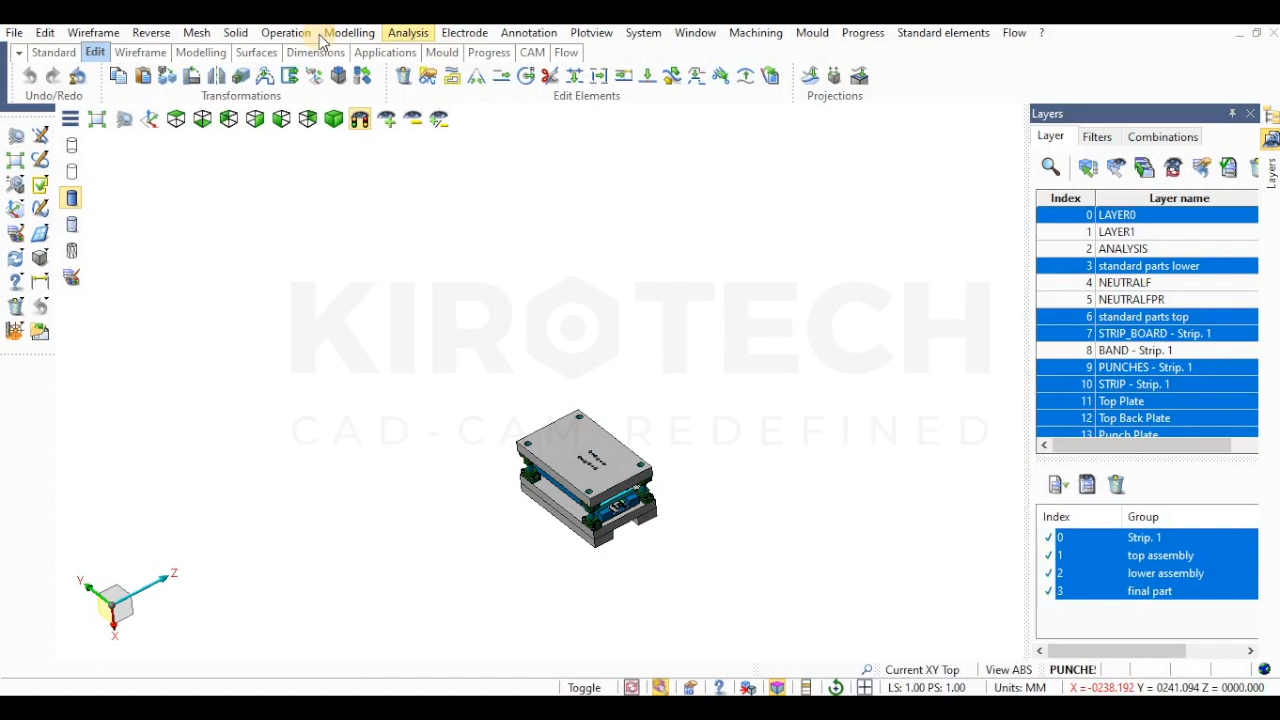 File Edit Wireframe Reverse Mesh Solid Operation Modelling Analysis Electrode Annotation Plotview System Window Machining Mould Progress Standard elements Flow ?
Standard Edit Wireframe Modelling Surfaces Dimensions Applications Mould Progress CAM Flow
Undo/Redo Transformations Edit Elements Projections
Layers
Layer Filters Combinations
Layers
Index Layer name
0 LAYER0
1 LAYER1
2 ANALYSIS
3 standard parts lower
4 NEUTRALF
5 NEUTRALFPR
6 standard parts top
7 STRIP_BOARD - Strip. 1
8 BAND - Strip. 1
9 PUNCHES - Strip. 1
10 STRIP - Strip. 1
11 Top Plate
12 Top Back Plate
13 Punch Plate
KIROTECH
CAD CAM REDEFINED
Index Group
✓ 0 Strip. 1
✓ 1 top assembly
✓ 2 lower assembly
✓ 3 final part
Y Z
X
Current XY Top View ABS PUNCHE
Toggle LS: 1.00 PS: 1.00 Units: MM X =-0238.192 Y = 0241.094 Z = 0000.000